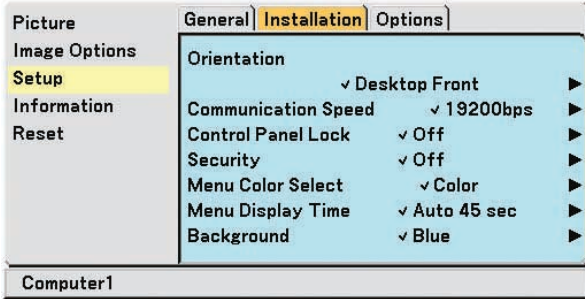 Picture
Image Options
Setup
Information
Reset
General Installation Options
Orientation
✓ Desktop Front ▶
Communication Speed ✓ 19200bps ▶
Control Panel Lock ✓ Off ▶
Security ✓ Off ▶
Menu Color Select ✓ Color ▶
Menu Display Time ✓ Auto 45 sec ▶
Background ✓ Blue ▶
Computer1